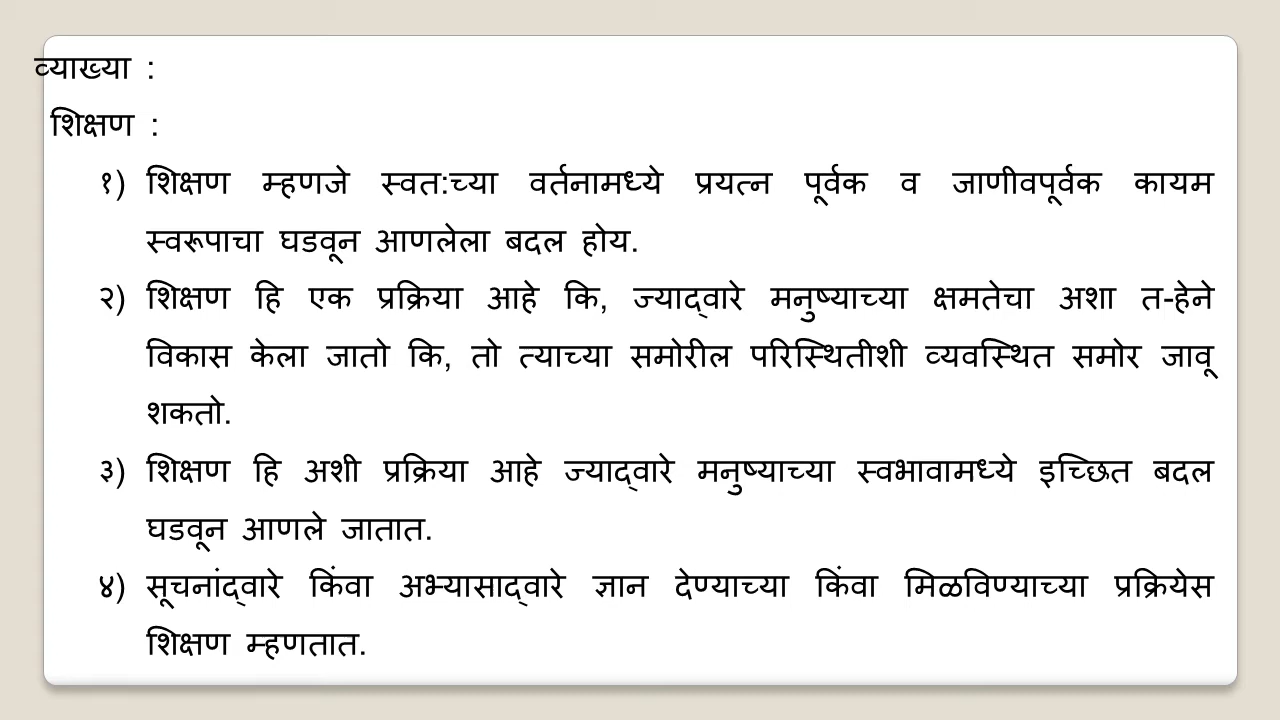 व्याख्या :
शिक्षण :
१) शिक्षण म्हणजे स्वत:च्या वर्तनामध्ये प्रयत्न पूर्वक व जाणीवपूर्वक कायम
स्वरूपाचा घडवून आणलेला बदल होय.
२) शिक्षण हि एक प्रक्रिया आहे कि, ज्याद्वारे मनुष्याच्या क्षमतेचा अशा त-हेने
विकास केला जातो कि, तो त्याच्या समोरील परिस्थितीशी व्यवस्थित समोर जावू
शकतो.
३) शिक्षण हि अशी प्रक्रिया आहे ज्याद्वारे मनुष्याच्या स्वभावामध्ये इच्छित बदल
घडवून आणले जातात.
४) सूचनांद्वारे किंवा अभ्यासाद्वारे ज्ञान देण्याच्या किंवा मिळविण्याच्या प्रक्रियेस
शिक्षण म्हणतात.